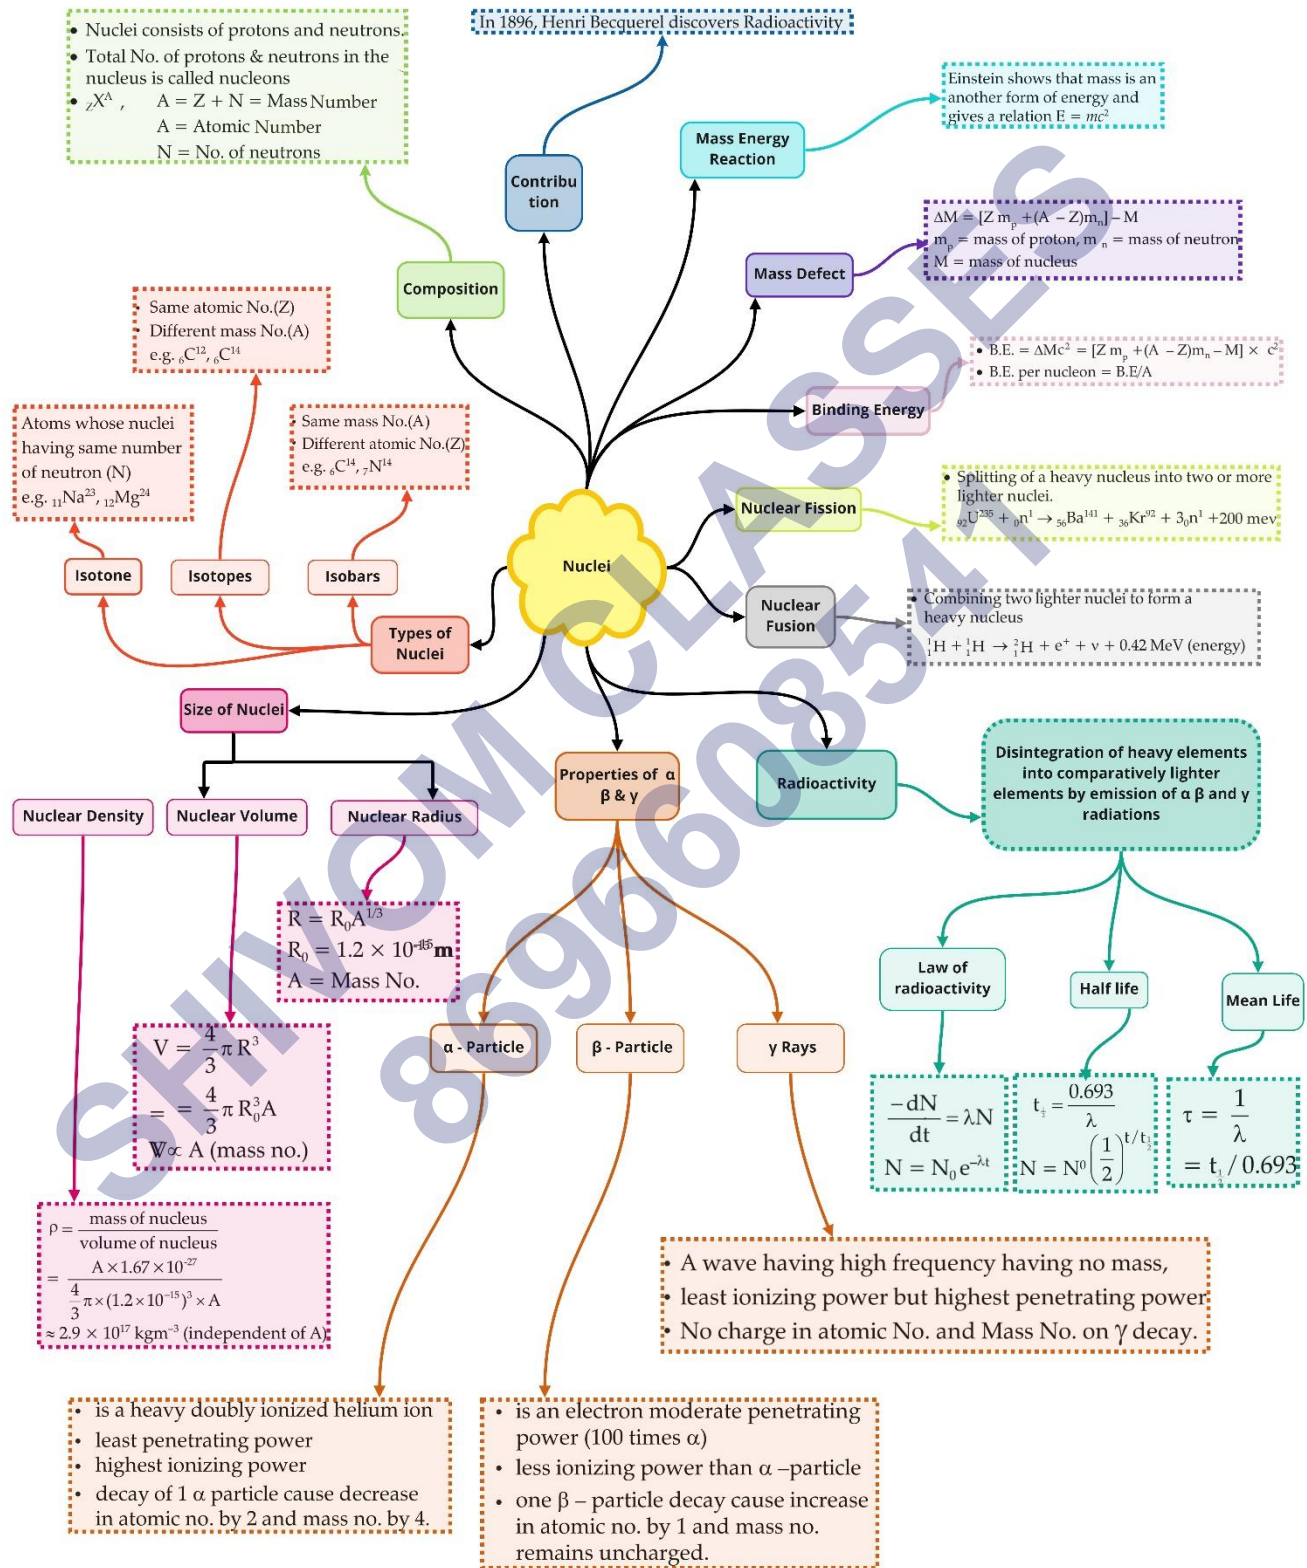 In 1896, Henri Becquerel discovers Radioactivity
• Nuclei consists of protons and neutrons.
• Total No. of protons & neutrons in the
nucleus is called nucleons
• ZXᴬ , A = Z + N = Mass Number
A = Atomic Number
N = No. of neutrons
Einstein shows that mass is an
another form of energy and
gives a relation E = mc²
Mass Energy
Reaction
Contribu
tion
ΔM = [Z mₚ +(A – Z)mₙ] – M
mₚ = mass of proton, mₙ = mass of neutron
M = mass of nucleus
Mass Defect
Composition
• Same atomic No.(Z)
• Different mass No.(A)
e.g. ₆C¹², ₆C¹⁴
• B.E. = ΔMc² = [Z mₚ +(A – Z)mₙ – M] × c²
• B.E. per nucleon = B.E/A
Binding Energy
Atoms whose nuclei
having same number
of neutron (N)
e.g. ₁₁Na²³, ₁₂Mg²⁴
• Same mass No.(A)
• Different atomic No.(Z)
e.g. ₆C¹⁴, ₇N¹⁴
Nuclear Fission
• Splitting of a heavy nucleus into two or more
lighter nuclei.
₉₂U²³⁵ + ₀n¹ → ₅₆Ba¹⁴¹ + ₃₆Kr⁹² + 3₀n¹ +200 mev
Isotone
Isotopes
Isobars
Nuclei
Nuclear
Fusion
• Combining two lighter nuclei to form a
heavy nucleus
¹₁H + ¹₁H → ²₁H + e⁺ + ν + 0.42 MeV (energy)
Types of
Nuclei
Size of Nuclei
Properties of α
β & γ
Radioactivity
Disintegration of heavy elements
into comparatively lighter
elements by emission of α β and γ
radiations
Nuclear Density
Nuclear Volume
Nuclear Radius
R = R₀A^1/3
R₀ = 1.2 × 10⁻¹⁵ m
A = Mass No.
Law of
radioactivity
Half life
Mean Life
α - Particle
β - Particle
γ Rays
V = 4/3 π R³
= = 4/3 π R₀³A
V ∝ A (mass no.)
-dN/dt = λN
N = N₀ e^–λt
t_½ = 0.693/λ
N = N⁰ (1/2)^t/t_½
τ = 1/λ
= t_½ / 0.693
ρ = mass of nucleus/volume of nucleus
= A × 1.67 × 10⁻²⁷ / 4/3 π × (1.2 × 10⁻¹⁵)³ × A
≈ 2.9 × 10¹⁷ kgm⁻³ (independent of A)
• A wave having high frequency having no mass,
• least ionizing power but highest penetrating power
• No charge in atomic No. and Mass No. on γ decay.
• is a heavy doubly ionized helium ion
• least penetrating power
• highest ionizing power
• decay of 1 α particle cause decrease
in atomic no. by 2 and mass no. by 4.
• is an electron moderate penetrating
power (100 times α)
• less ionizing power than α –particle
• one β – particle decay cause increase
in atomic no. by 1 and mass no.
remains uncharged.
SHIVOM CLASSES
8696608541